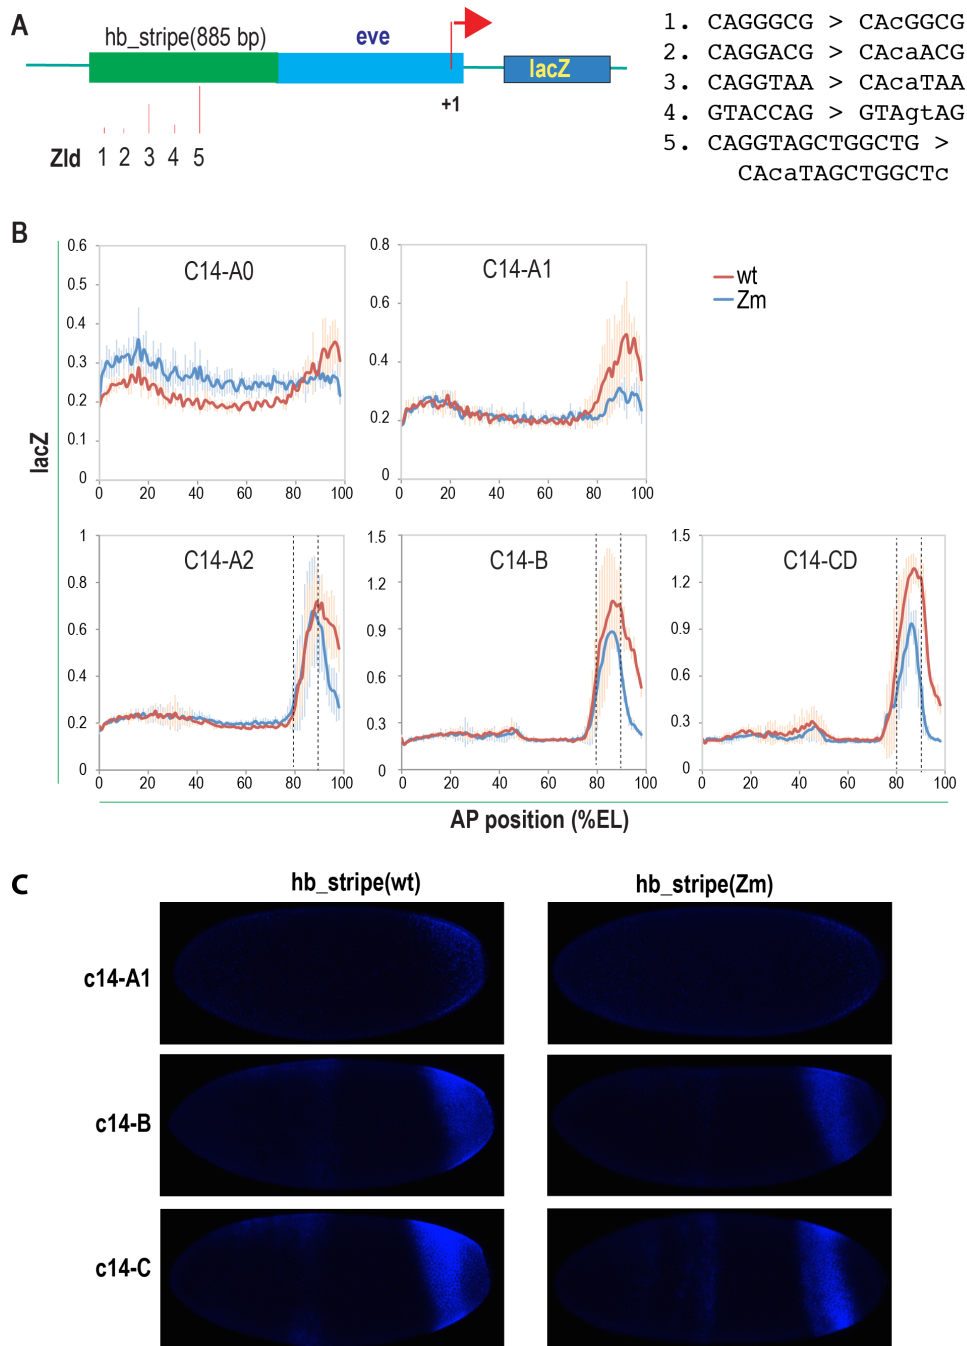 A
hb_stripe(885 bp)
eve
lacZ
+1
Zld 1 2 3 4 5
1. CAGGGCG > CAcGGCG
2. CAGGACG > CAcaACG
3. CAGGTAA > CAcaTAA
4. GTACCAG > GTAgtAG
5. CAGGTAGCTGGCTG >
CAcaTAGCTGGCTc
B
lacZ
C14-A0
0.6
0.5
0.4
0.3
0.2
0.1
0
0 20 40 60 80 100
C14-A1
0.8
0.6
0.4
0.2
0
0 20 40 60 80 100
wt
Zm
C14-A2
1
0.8
0.6
0.4
0.2
0
0 20 40 60 80 100
C14-B
1.5
1.2
0.9
0.6
0.3
0
0 20 40 60 80 100
C14-CD
1.5
1.2
0.9
0.6
0.3
0
0 20 40 60 80 100
AP position (%EL)
C
hb_stripe(wt)
hb_stripe(Zm)
c14-A1
c14-B
c14-C